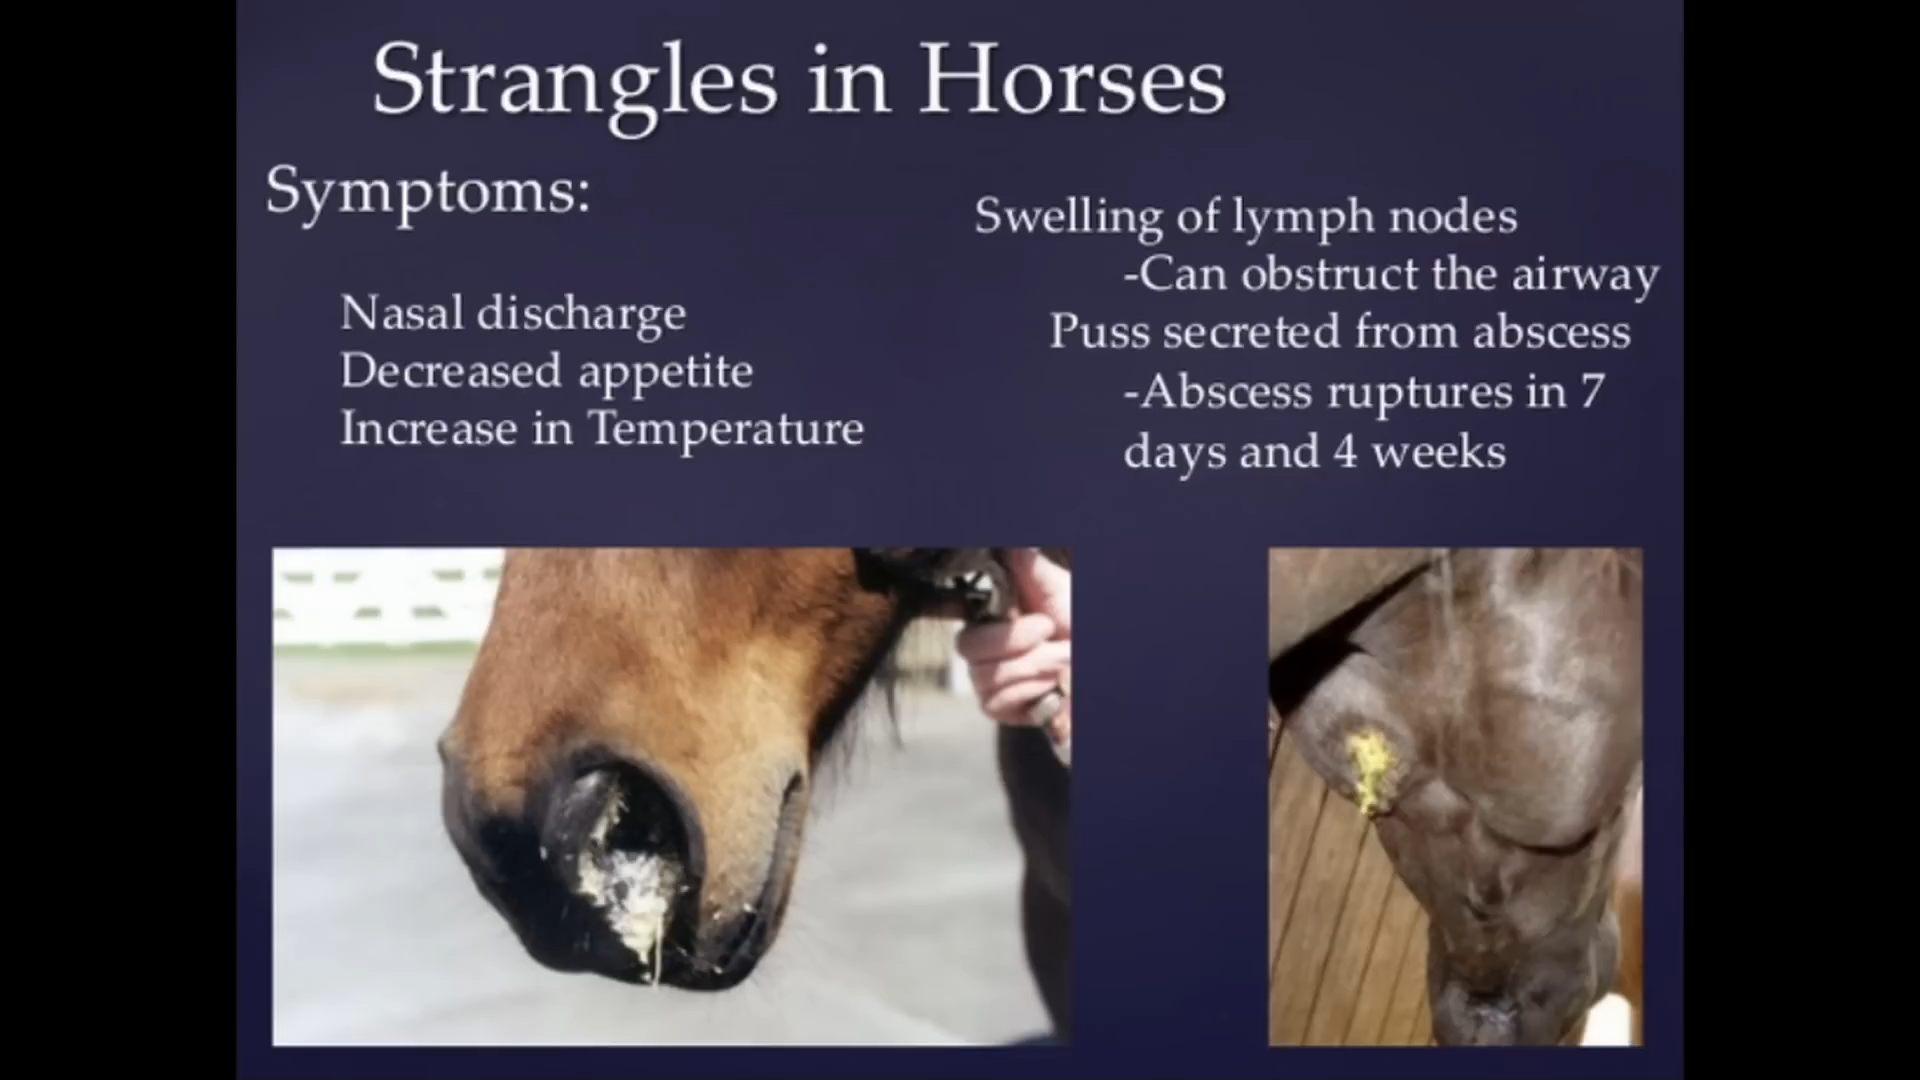 Strangles in Horses
Symptoms:
Nasal discharge
Decreased appetite
Increase in Temperature
Swelling of lymph nodes
-Can obstruct the airway
Puss secreted from abscess
-Abscess ruptures in 7
days and 4 weeks